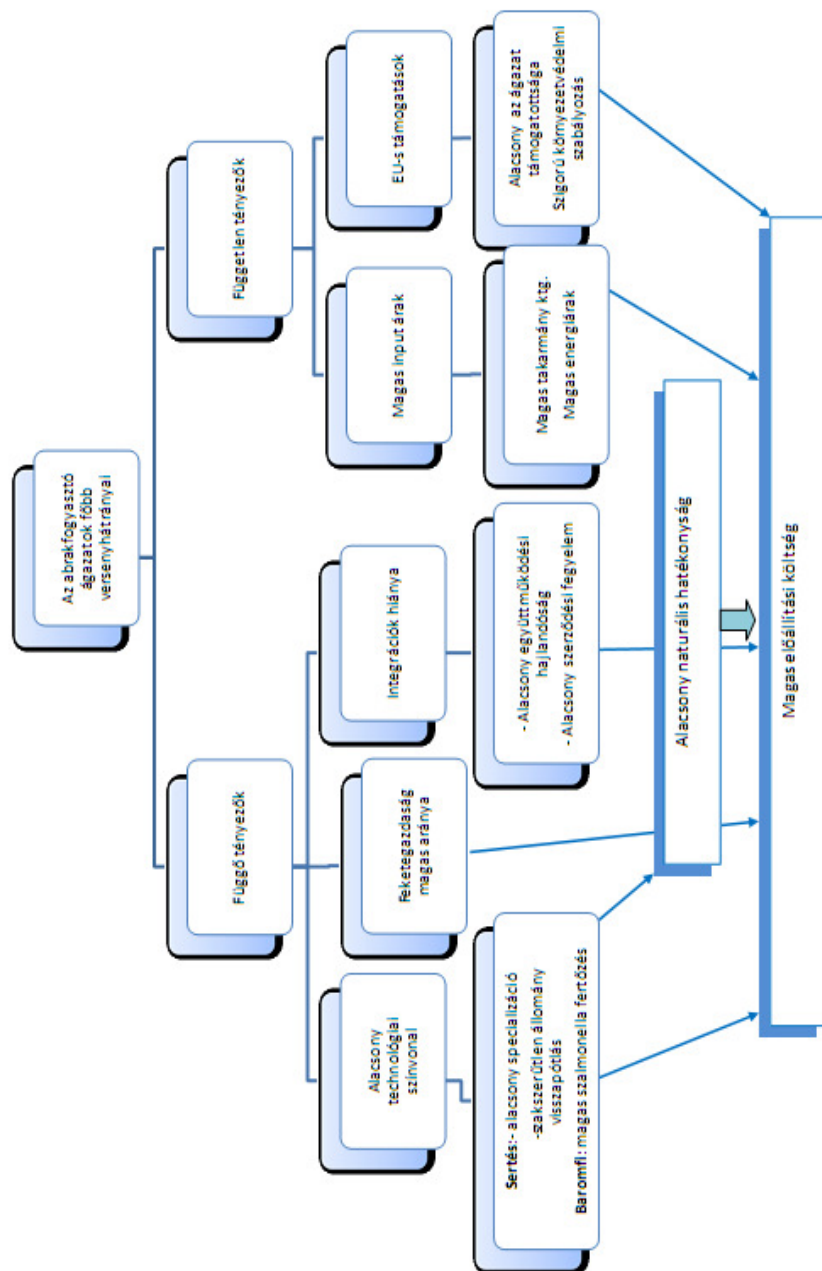 Az abrakfogyasztó
ágazatok főbb
versenyhátrányai
Függő tényezők
Független tényezők
Alacsony
technológiai
színvonal
Feketegazdaság
magas aránya
Integrációk hiánya
Magas input árak
EU-s támogatások
Sertés:- alacsony specializáció
-szakszerűtlen állomány
visszapótlás
Baromfi: magas szalmonella fertőzés
- Alacsony együttműködési
hajlandóság
- Alacsony szerződési fegyelem
Magas takarmány ktg.
Magas energiárak
Alacsony az ágazat
támogatottsága
Szigorú környezetvédelmi
szabályozás
Alacsony naturális hatékonyság
Magas előállítási költség